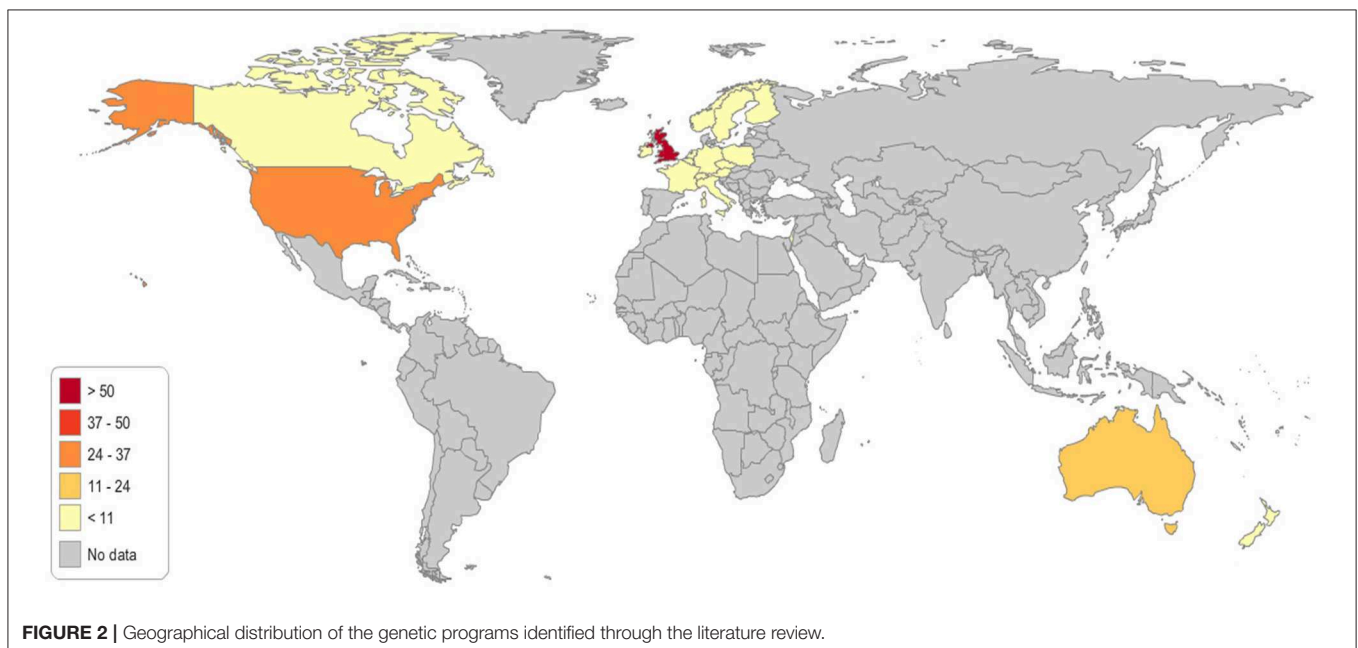 > 50
37 - 50
24 - 37
11 - 24
< 11
No data
FIGURE 2 | Geographical distribution of the genetic programs identified through the literature review.